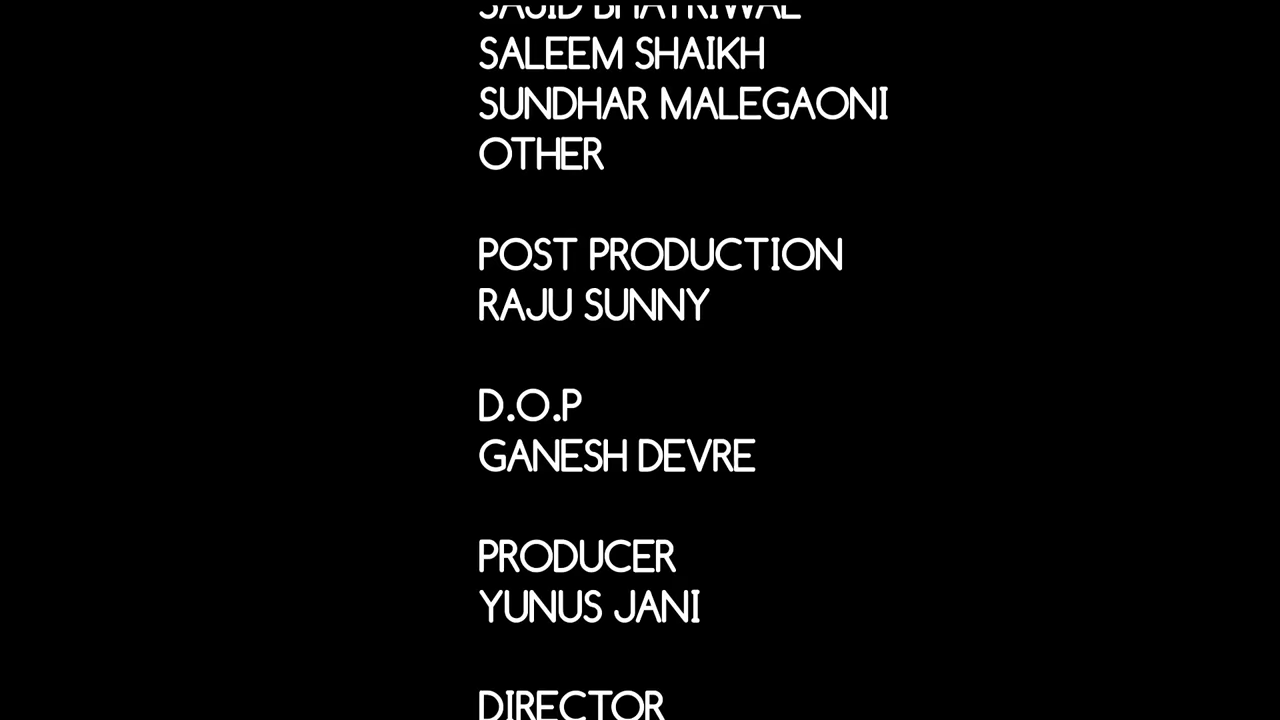 SALEEM SHAIKH
SUNDHAR MALEGAONI
OTHER
POST PRODUCTION
RAJU SUNNY
D.O.P
GANESH DEVRE
PRODUCER
YUNUS JANI
DIRECTOR